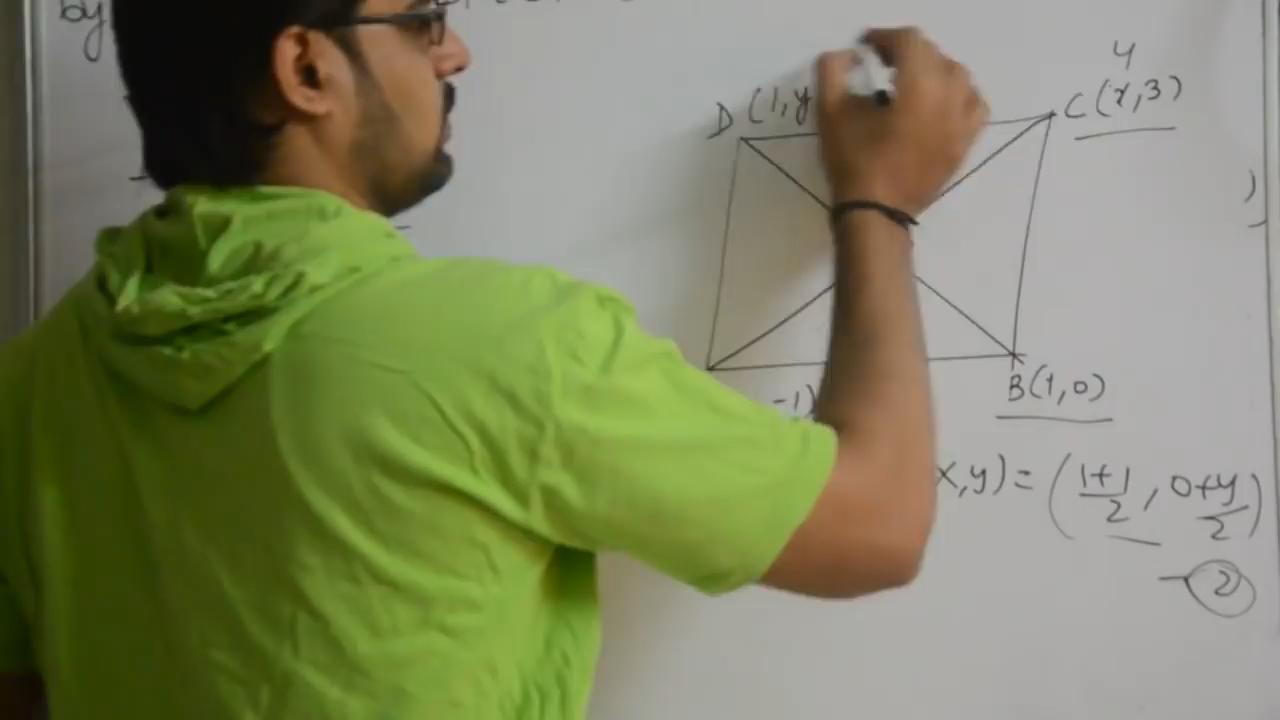 by
4
D (1, y
C (x, 3)
-1)
B (1, 0)
x, y) = (1+1/2, 0+y/2)
-2
)